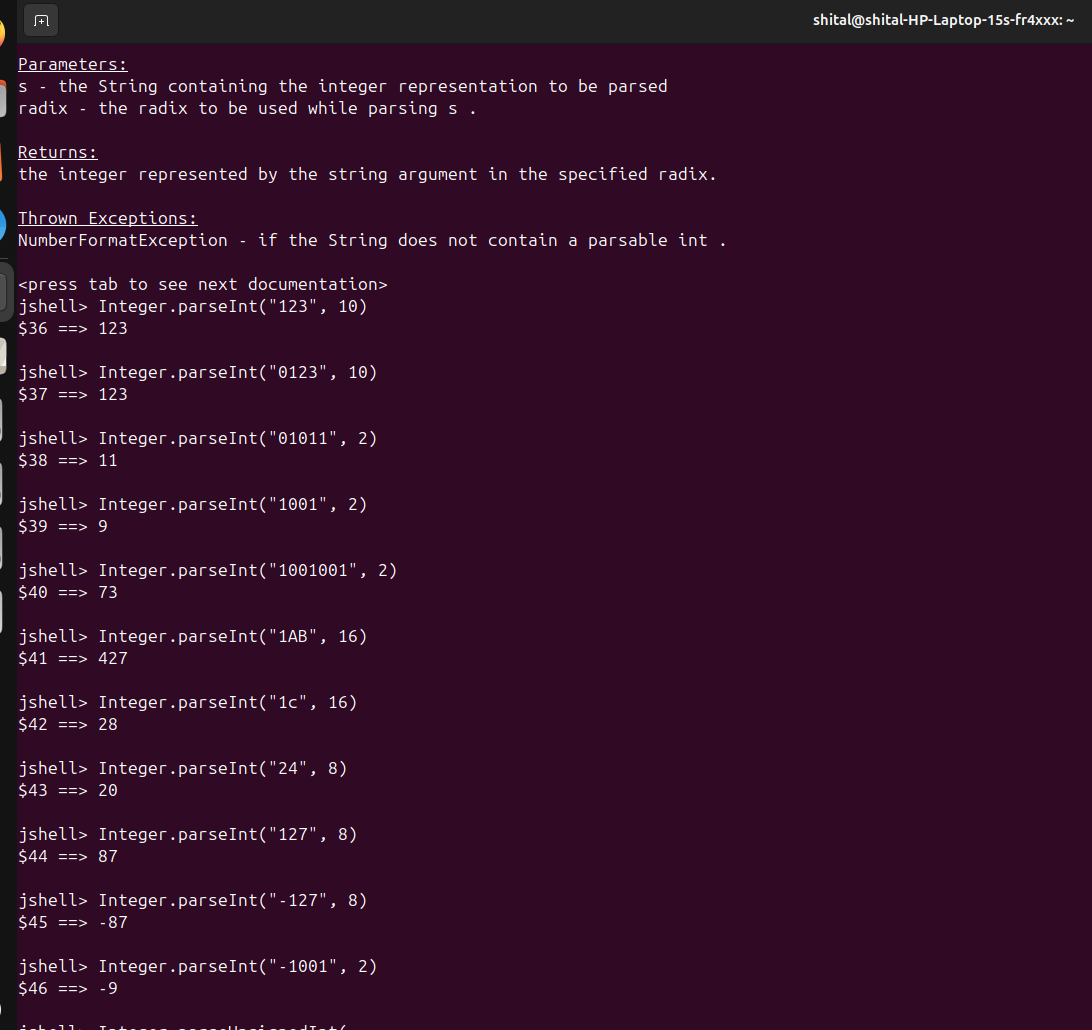 shital@shital-HP-Laptop-15s-fr4xxx: ~
Parameters:
s - the String containing the integer representation to be parsed
radix - the radix to be used while parsing s .
Returns:
the integer represented by the string argument in the specified radix.
Thrown Exceptions:
NumberFormatException - if the String does not contain a parsable int .
<press tab to see next documentation>
jshell> Integer.parseInt("123", 10)
$36 ==> 123
jshell> Integer.parseInt("0123", 10)
$37 ==> 123
jshell> Integer.parseInt("01011", 2)
$38 ==> 11
jshell> Integer.parseInt("1001", 2)
$39 ==> 9
jshell> Integer.parseInt("1001001", 2)
$40 ==> 73
jshell> Integer.parseInt("1AB", 16)
$41 ==> 427
jshell> Integer.parseInt("1c", 16)
$42 ==> 28
jshell> Integer.parseInt("24", 8)
$43 ==> 20
jshell> Integer.parseInt("127", 8)
$44 ==> 87
jshell> Integer.parseInt("-127", 8)
$45 ==> -87
jshell> Integer.parseInt("-1001", 2)
$46 ==> -9
jshell> Integer.parseUnsignedInt(